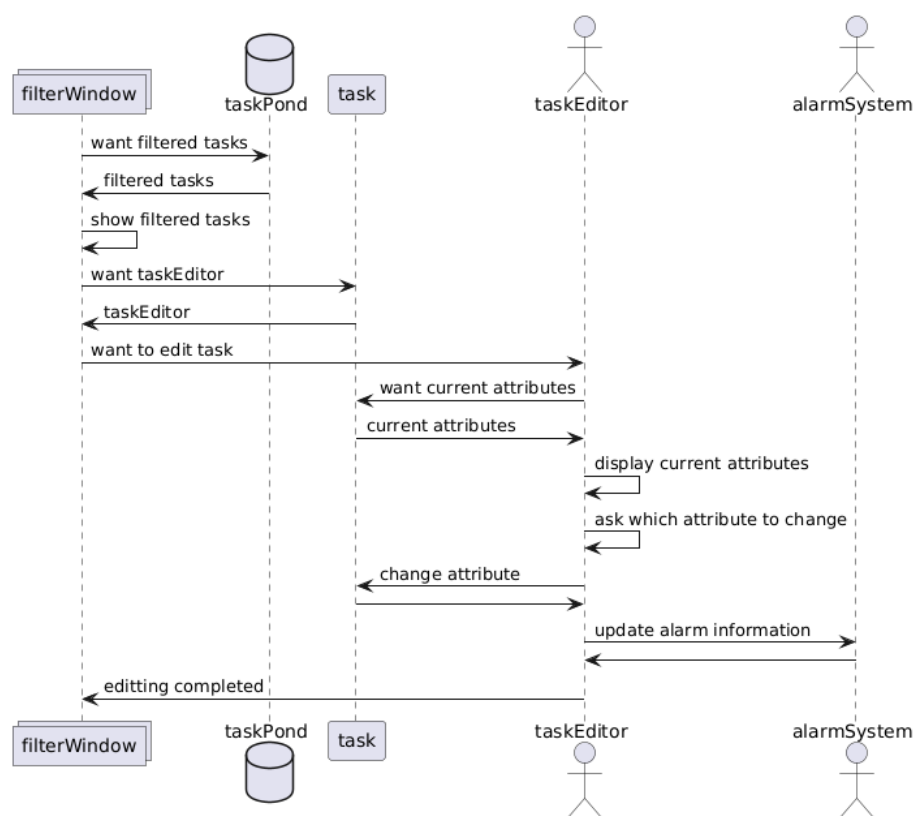 filterWindow
taskPond
task
taskEditor
alarmSystem
want filtered tasks
filtered tasks
show filtered tasks
want taskEditor
taskEditor
want to edit task
want current attributes
current attributes
display current attributes
ask which attribute to change
change attribute
update alarm information
editting completed
filterWindow
taskPond
task
taskEditor
alarmSystem